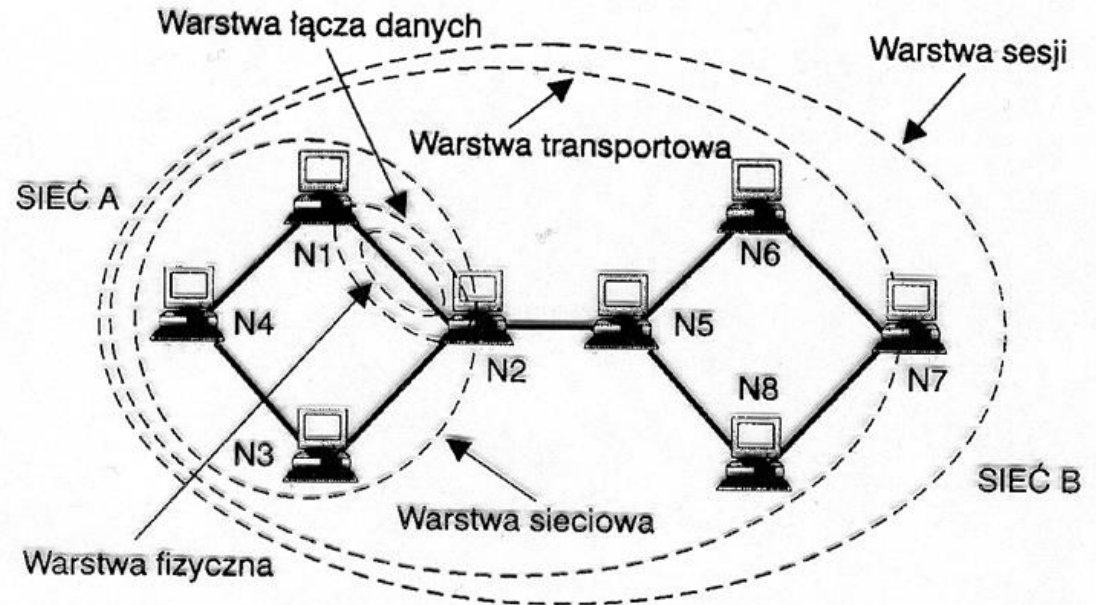 Warstwa łącza danych
Warstwa sesji
Warstwa transportowa
SIEĆ A
N1
N6
N4
N5
N2
N7
N8
N3
SIEĆ B
Warstwa sieciowa
Warstwa fizyczna